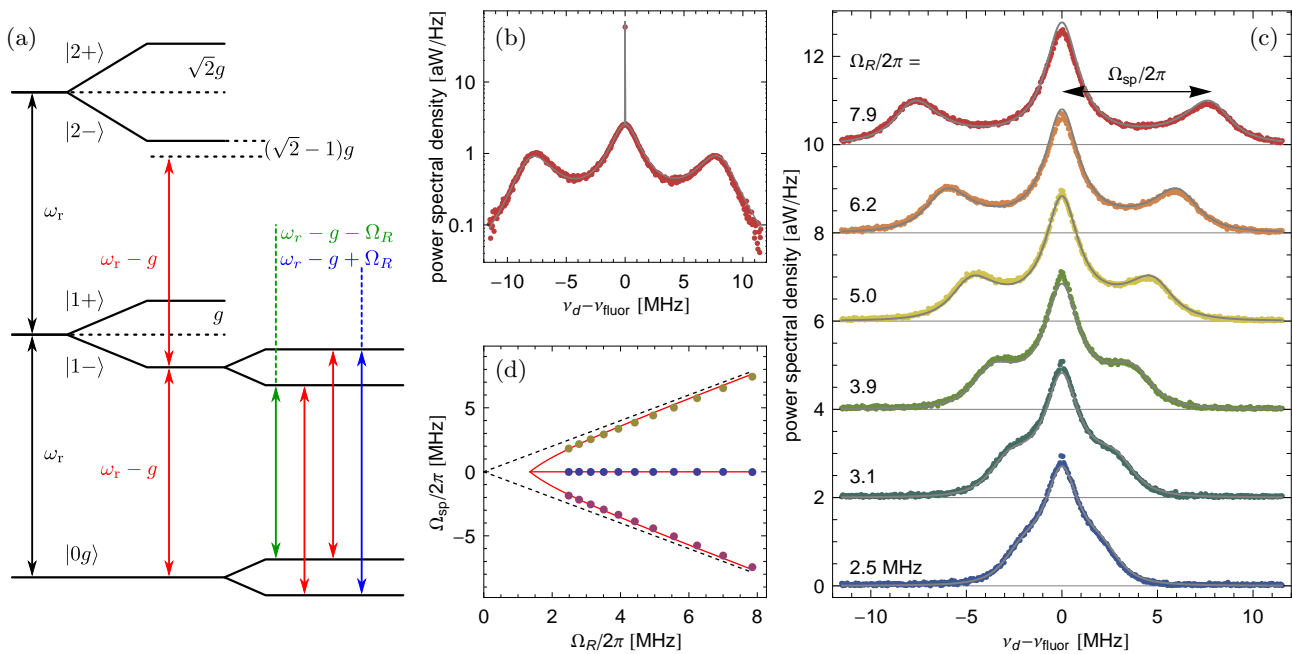 (a)
|2+⟩
√2g
|2−⟩
(√2−1)g
ω_r
ω_r − g − Ω_R
ω_r − g
ω_r − g + Ω_R
|1+⟩
g
|1−⟩
ω_r
ω_r − g
|0g⟩
(b)
power spectral density [aW/Hz]
10
1
0.1
−10 −5 0 5 10
ν_d−ν_fluor [MHz]
(d)
Ω_sp/2π [MHz]
5
0
−5
0 1 2 3 4 5 6 7 8
Ω_R/2π [MHz]
(c)
power spectral density [aW/Hz]
12
10
8
6
4
2
0
Ω_R/2π =
Ω_sp/2π
7.9
6.2
5.0
3.9
3.1
2.5 MHz
−10 −5 0 5 10
ν_d−ν_fluor [MHz]